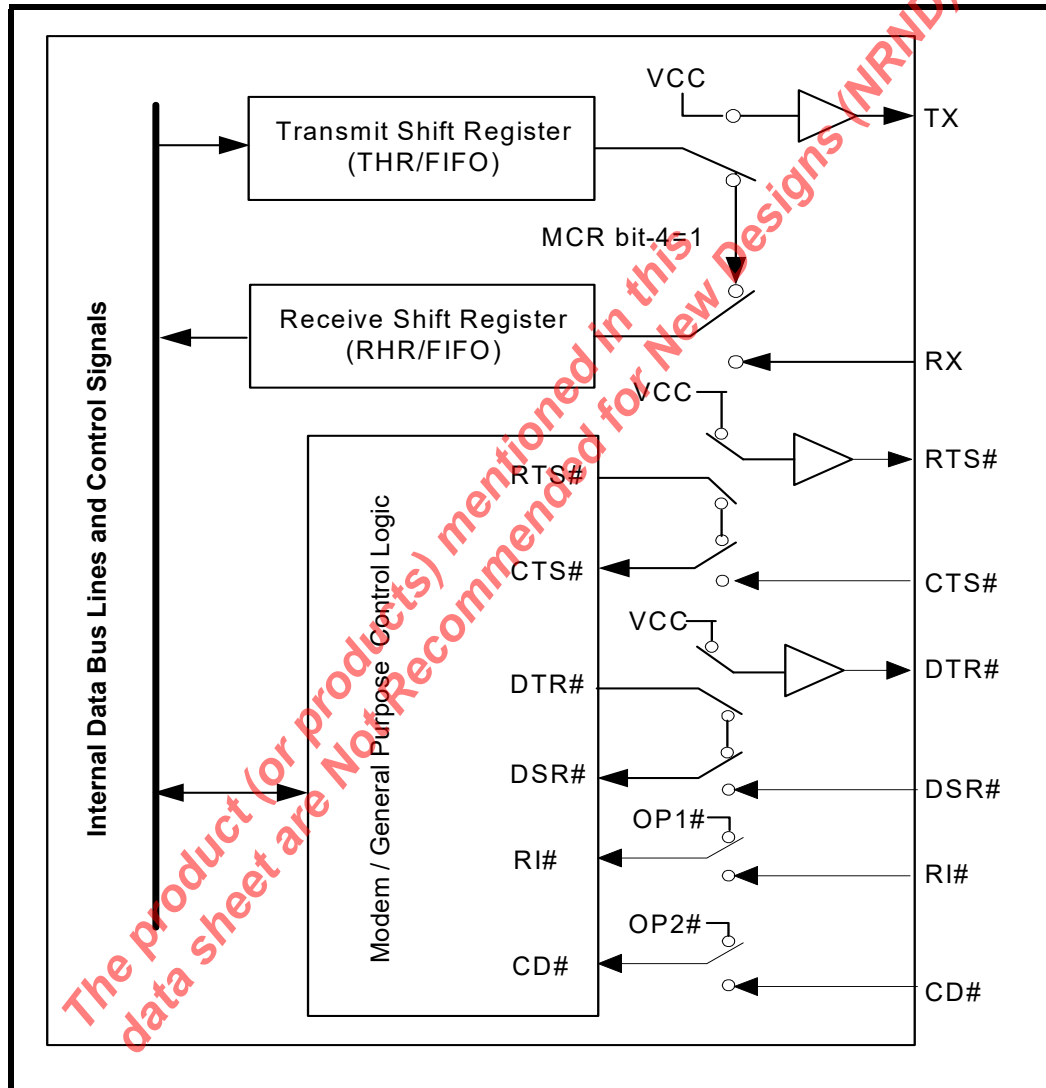 VCC
TX
Transmit Shift Register
(THR/FIFO)
MCR bit-4=1
Receive Shift Register
(RHR/FIFO)
RX
VCC
RTS#
RTS#
CTS#
CTS#
VCC
DTR#
DTR#
DSR#
DSR#
OP1#
RI#
RI#
OP2#
CD#
CD#
Internal Data Bus Lines and Control Signals
Modem / General Purpose Control Logic
The product (or products) mentioned in this
data sheet are Not Recommended for New Designs (NRND)